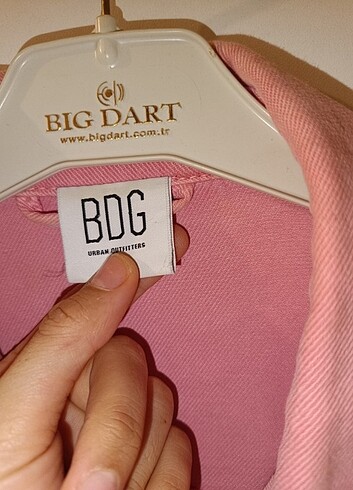 BIG DART
www.bigdart.com.tr
BDG
URBAN OUTFITTERS